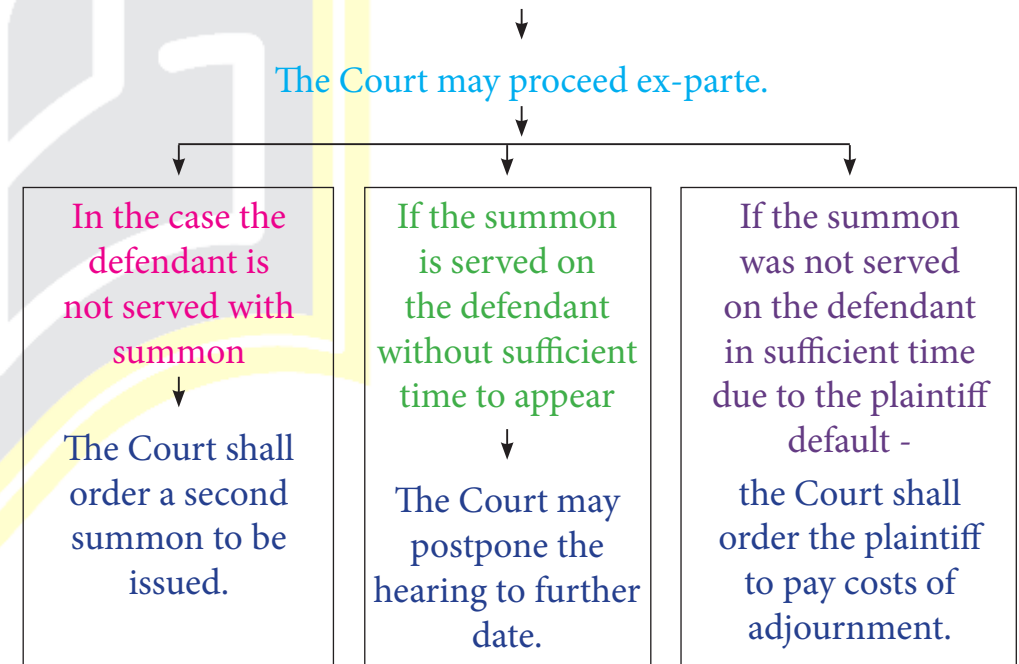 The Court may proceed ex-parte.
In the case the
defendant is
not served with
summon
The Court shall
order a second
summon to be
issued.
If the summon
is served on
the defendant
without sufficient
time to appear
The Court may
postpone the
hearing to further
date.
If the summon
was not served
on the defendant
in sufficient time
due to the plaintiff
default -
the Court shall
order the plaintiff
to pay costs of
adjournment.